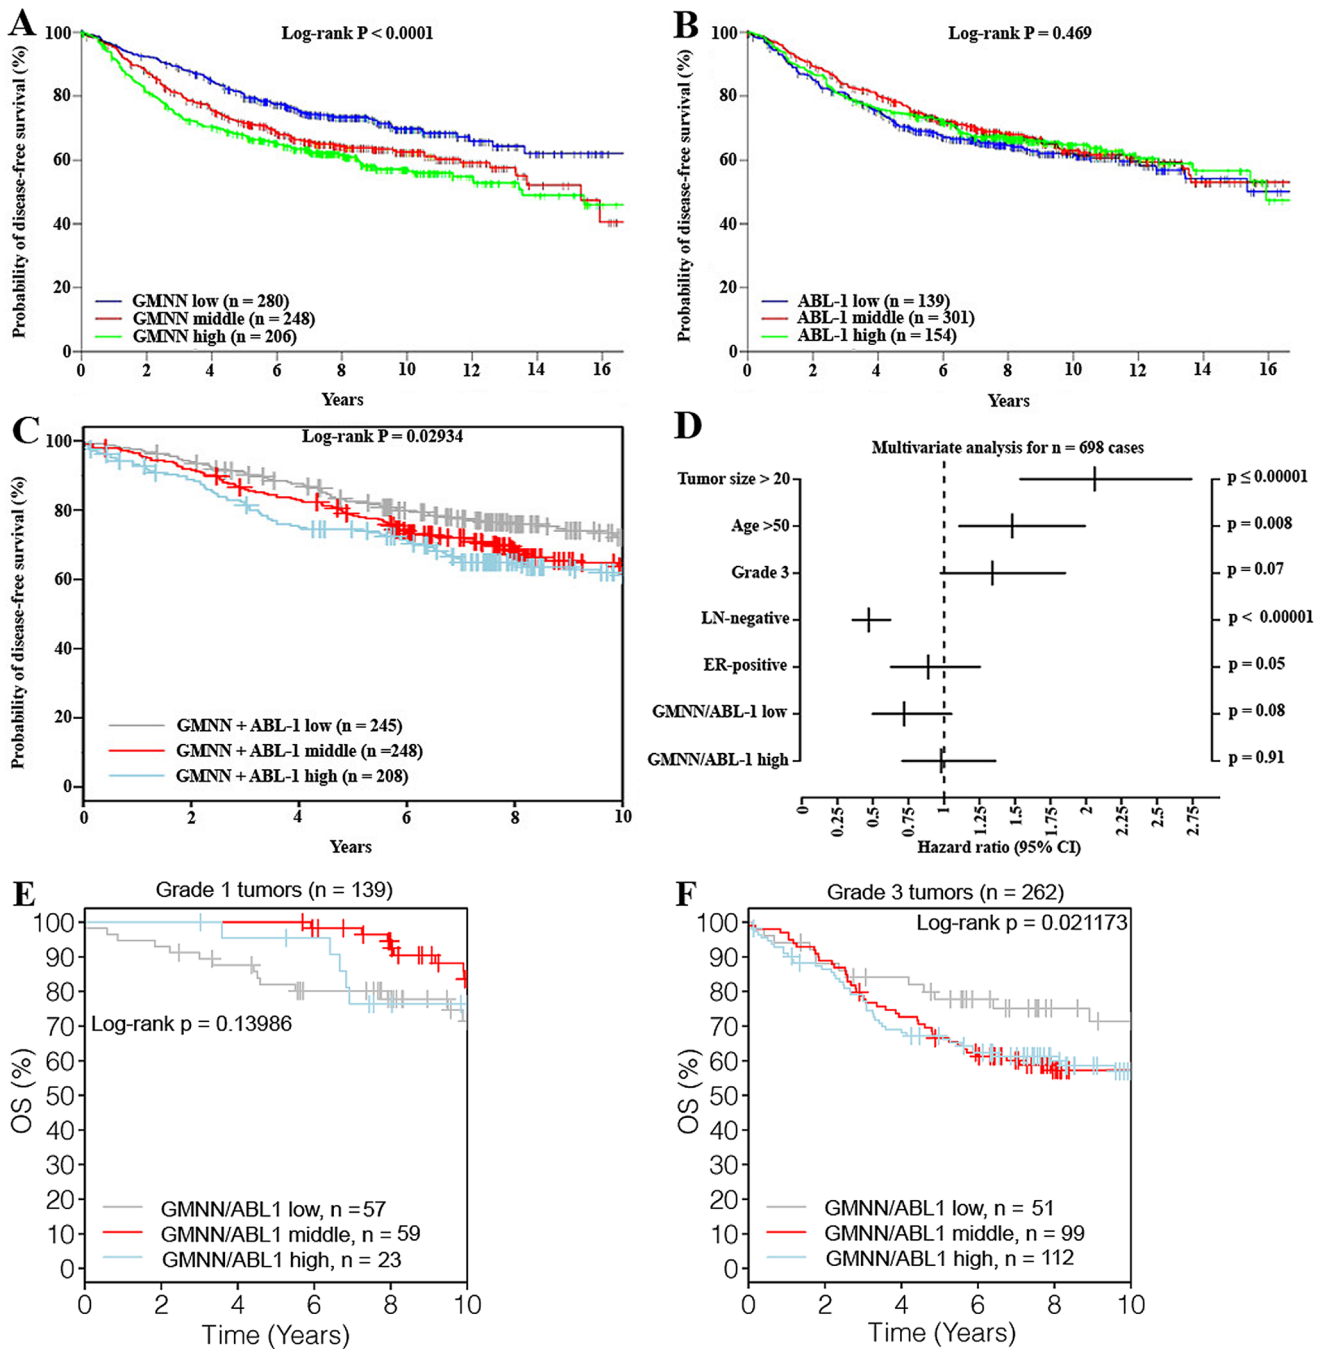 A
Log-rank P < 0.0001
Probability of disease-free survival (%)
100
80
60
40
20
0
GMNN low (n = 280)
GMNN middle (n = 248)
GMNN high (n = 206)
0 2 4 6 8 10 12 14 16
Years
B
Log-rank P = 0.469
Probability of disease-free survival (%)
100
80
60
40
20
0
ABL-1 low (n = 139)
ABL-1 middle (n = 301)
ABL-1 high (n = 154)
0 2 4 6 8 10 12 14 16
Years
C
Log-rank P = 0.02934
Probability of disease-free survival (%)
100
80
60
40
20
0
GMNN + ABL-1 low (n = 245)
GMNN + ABL-1 middle (n =248)
GMNN + ABL-1 high (n = 208)
0 2 4 6 8 10
Years
D
Multivariate analysis for n = 698 cases
Tumor size > 20 p ≤ 0.00001
Age >50 p = 0.008
Grade 3 p = 0.07
LN-negative p < 0.00001
ER-positive p = 0.05
GMNN/ABL-1 low p = 0.08
GMNN/ABL-1 high p = 0.91
0 0.25 0.5 0.75 1 1.25 1.5 1.75 2 2.25 2.5 2.75
Hazard ratio (95% CI)
E
Grade 1 tumors (n = 139)
OS (%)
100
90
80
70
60
50
40
30
20
10
0
Log-rank p = 0.13986
GMNN/ABL1 low, n = 57
GMNN/ABL1 middle, n = 59
GMNN/ABL1 high, n = 23
0 2 4 6 8 10
Time (Years)
F
Grade 3 tumors (n = 262)
Log-rank p = 0.021173
OS (%)
100
90
80
70
60
50
40
30
20
10
0
GMNN/ABL1 low, n = 51
GMNN/ABL1 middle, n = 99
GMNN/ABL1 high, n = 112
0 2 4 6 8 10
Time (Years)